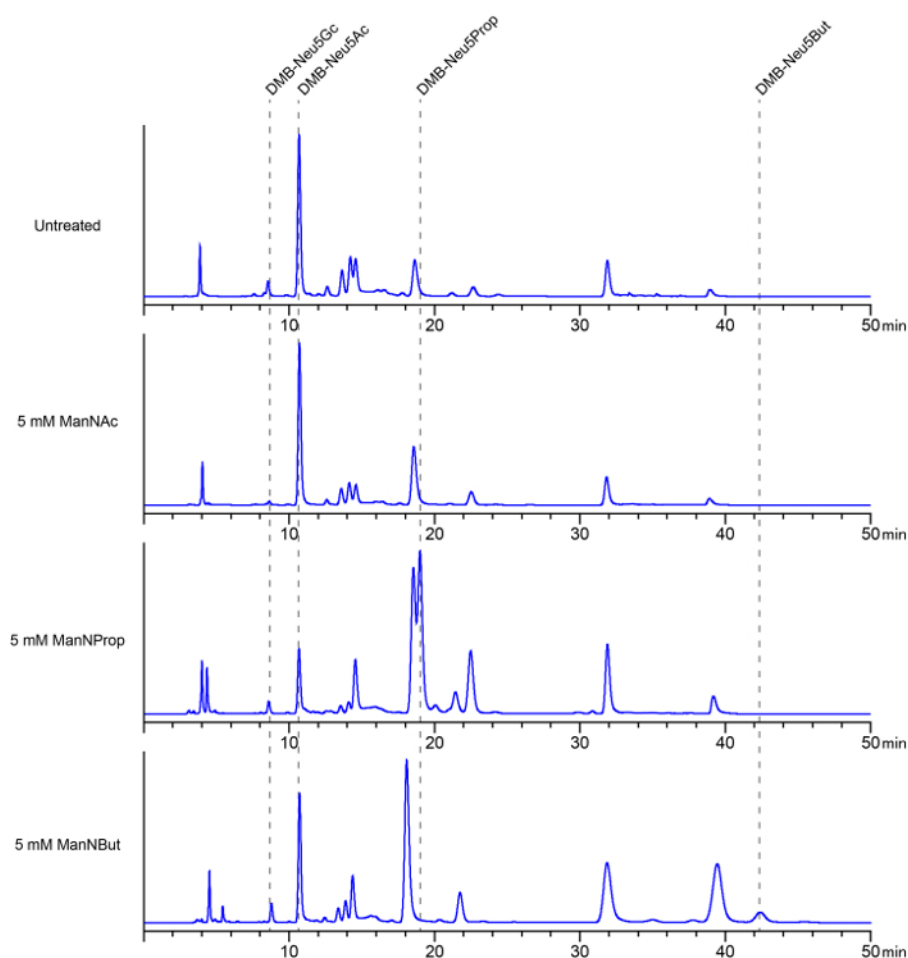 DMB-Neu5Gc
DMB-Neu5Ac
DMB-Neu5Prop
DMB-Neu5But
Untreated
10 20 30 40 50 min
5 mM ManNAc
10 20 30 40 50 min
5 mM ManNProp
10 20 30 40 50 min
5 mM ManNBut
10 20 30 40 50 min